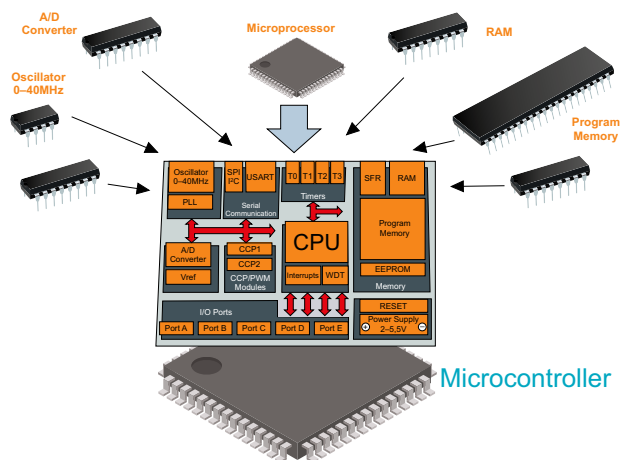 A/D
Converter
Microprocessor
RAM
Oscillator
0–40MHz
Program
Memory
Oscillator
0–40MHz
PLL
SPI
I²C
USART
Serial
Communication
T0 T1 T2 T3
Timers
SFR
RAM
Program
Memory
EEPROM
Memory
A/D
Converter
Vref
CCP1
CCP2
CCP/PWM
Modules
CPU
Interrupts
WDT
I/O Ports
Port A Port B Port C Port D Port E
RESET
Power Supply
2–5,5V
+ −
Microcontroller